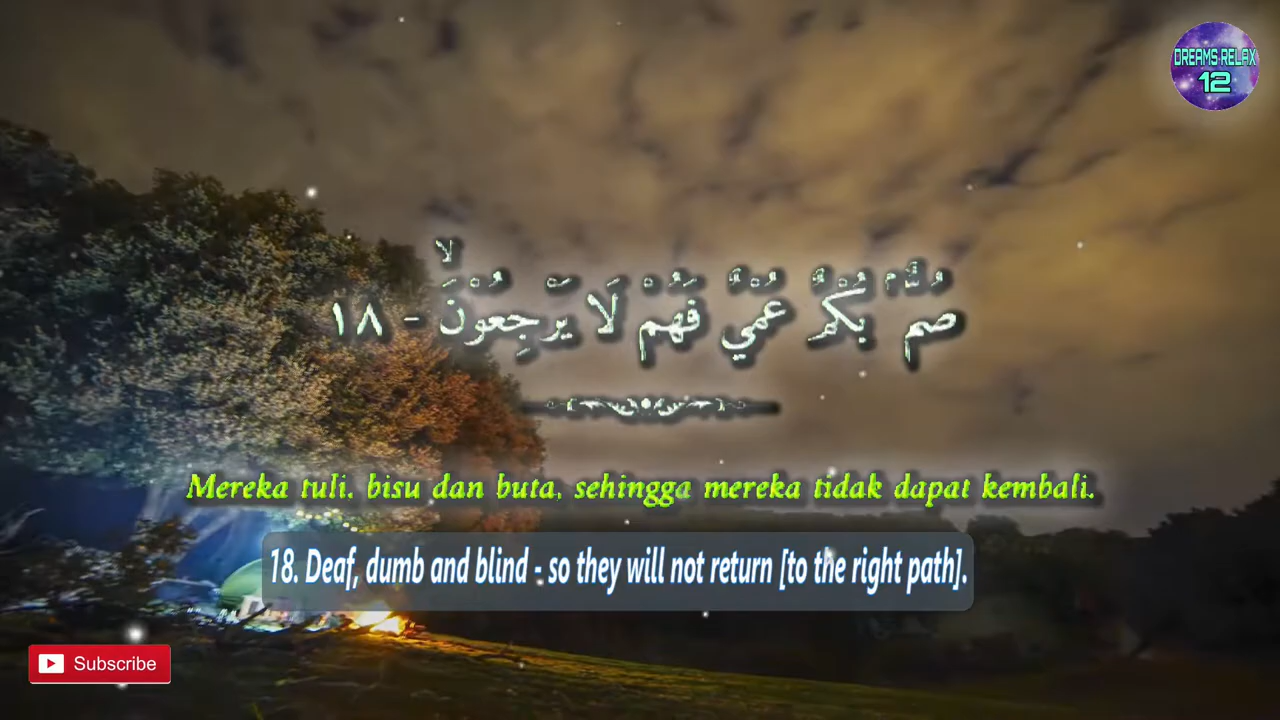 DREAMS RELAX
12
صُمٌّ ۢ بُكْمٌ عُمْيٌ فَهُمْ لَا يَرْجِعُوْنَۙ - ١٨
Mereka tuli, bisu dan buta, sehingga mereka tidak dapat kembali.
18. Deaf, dumb and blind - so they will not return [to the right path].
Subscribe